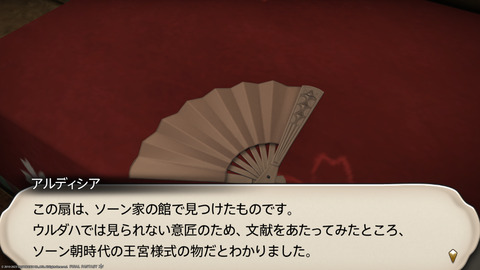 アルディシア
この扇は、ソーン家の館で見つけたものです。
ウルダハでは見られない意匠のため、文献をあたってみたところ、
ソーン朝時代の王宮様式の物だとわかりました。
FINAL FANTASY XIV